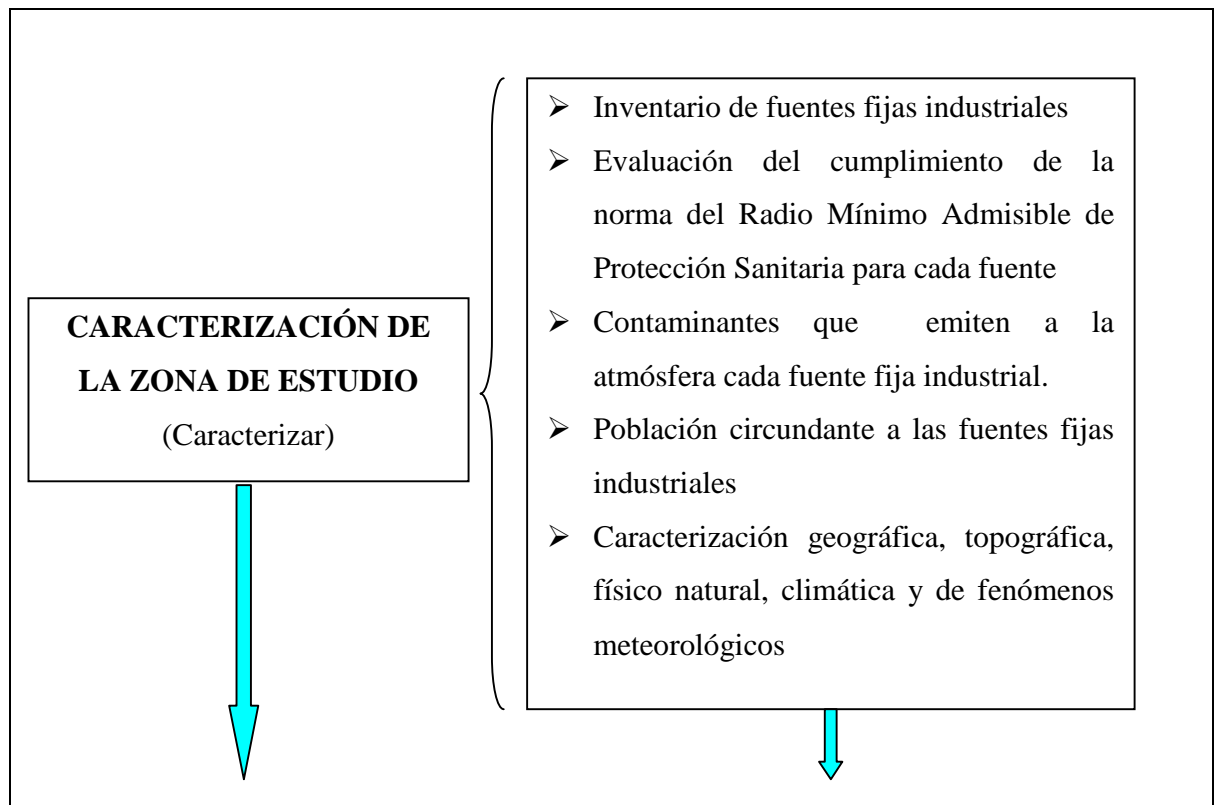 CARACTERIZACIÓN DE
LA ZONA DE ESTUDIO
(Caracterizar)
➢ Inventario de fuentes fijas industriales
➢ Evaluación del cumplimiento de la
norma del Radio Mínimo Admisible de
Protección Sanitaria para cada fuente
➢ Contaminantes que emiten a la
atmósfera cada fuente fija industrial.
➢ Población circundante a las fuentes fijas
industriales
➢ Caracterización geográfica, topográfica,
físico natural, climática y de fenómenos
meteorológicos